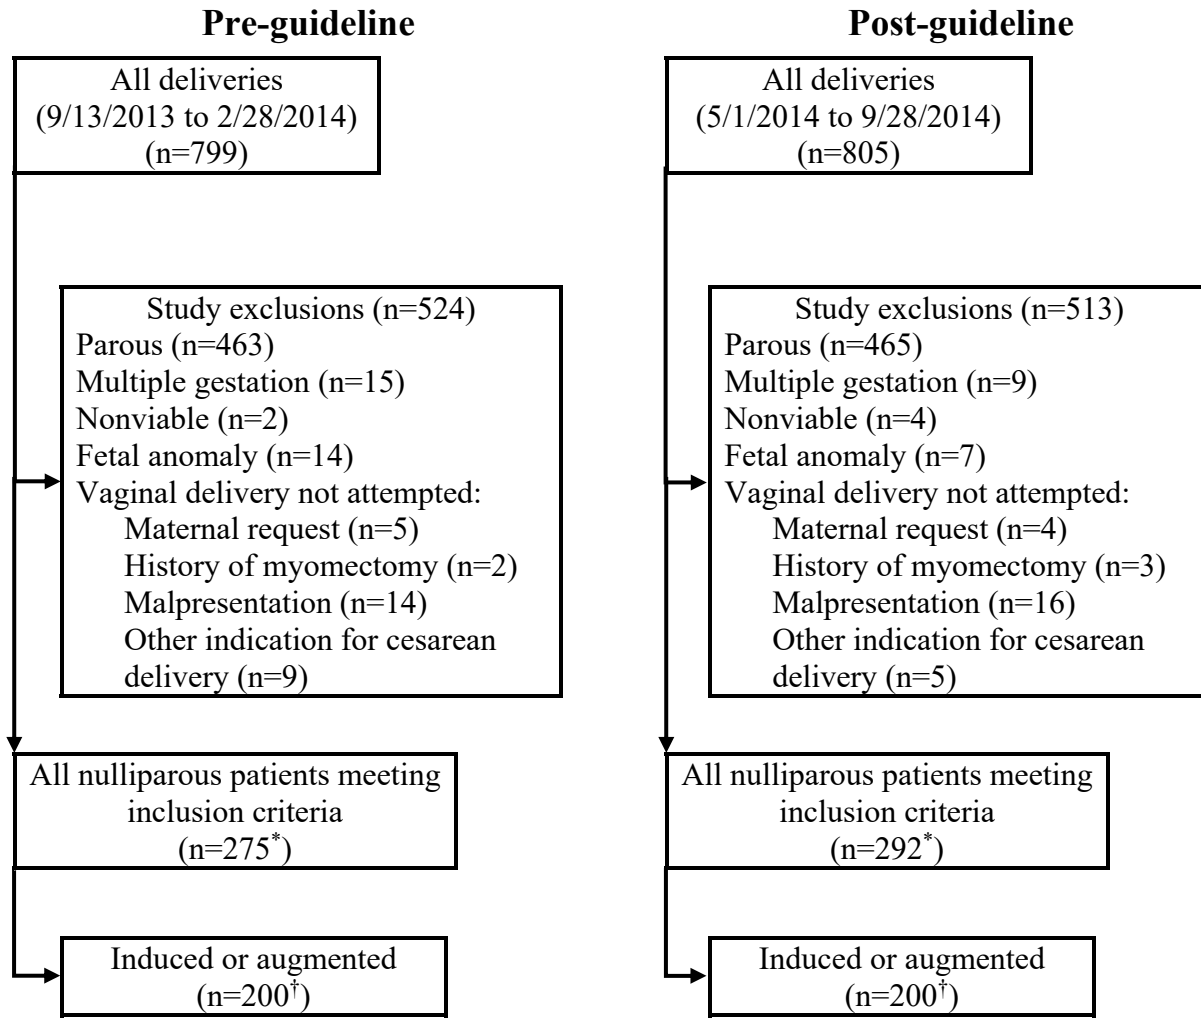 Pre-guideline
All deliveries
(9/13/2013 to 2/28/2014)
(n=799)
Study exclusions (n=524)
Parous (n=463)
Multiple gestation (n=15)
Nonviable (n=2)
Fetal anomaly (n=14)
Vaginal delivery not attempted:
Maternal request (n=5)
History of myomectomy (n=2)
Malpresentation (n=14)
Other indication for cesarean
delivery (n=9)
All nulliparous patients meeting
inclusion criteria
(n=275*)
Induced or augmented
(n=200†)
Post-guideline
All deliveries
(5/1/2014 to 9/28/2014)
(n=805)
Study exclusions (n=513)
Parous (n=465)
Multiple gestation (n=9)
Nonviable (n=4)
Fetal anomaly (n=7)
Vaginal delivery not attempted:
Maternal request (n=4)
History of myomectomy (n=3)
Malpresentation (n=16)
Other indication for cesarean
delivery (n=5)
All nulliparous patients meeting
inclusion criteria
(n=292*)
Induced or augmented
(n=200†)